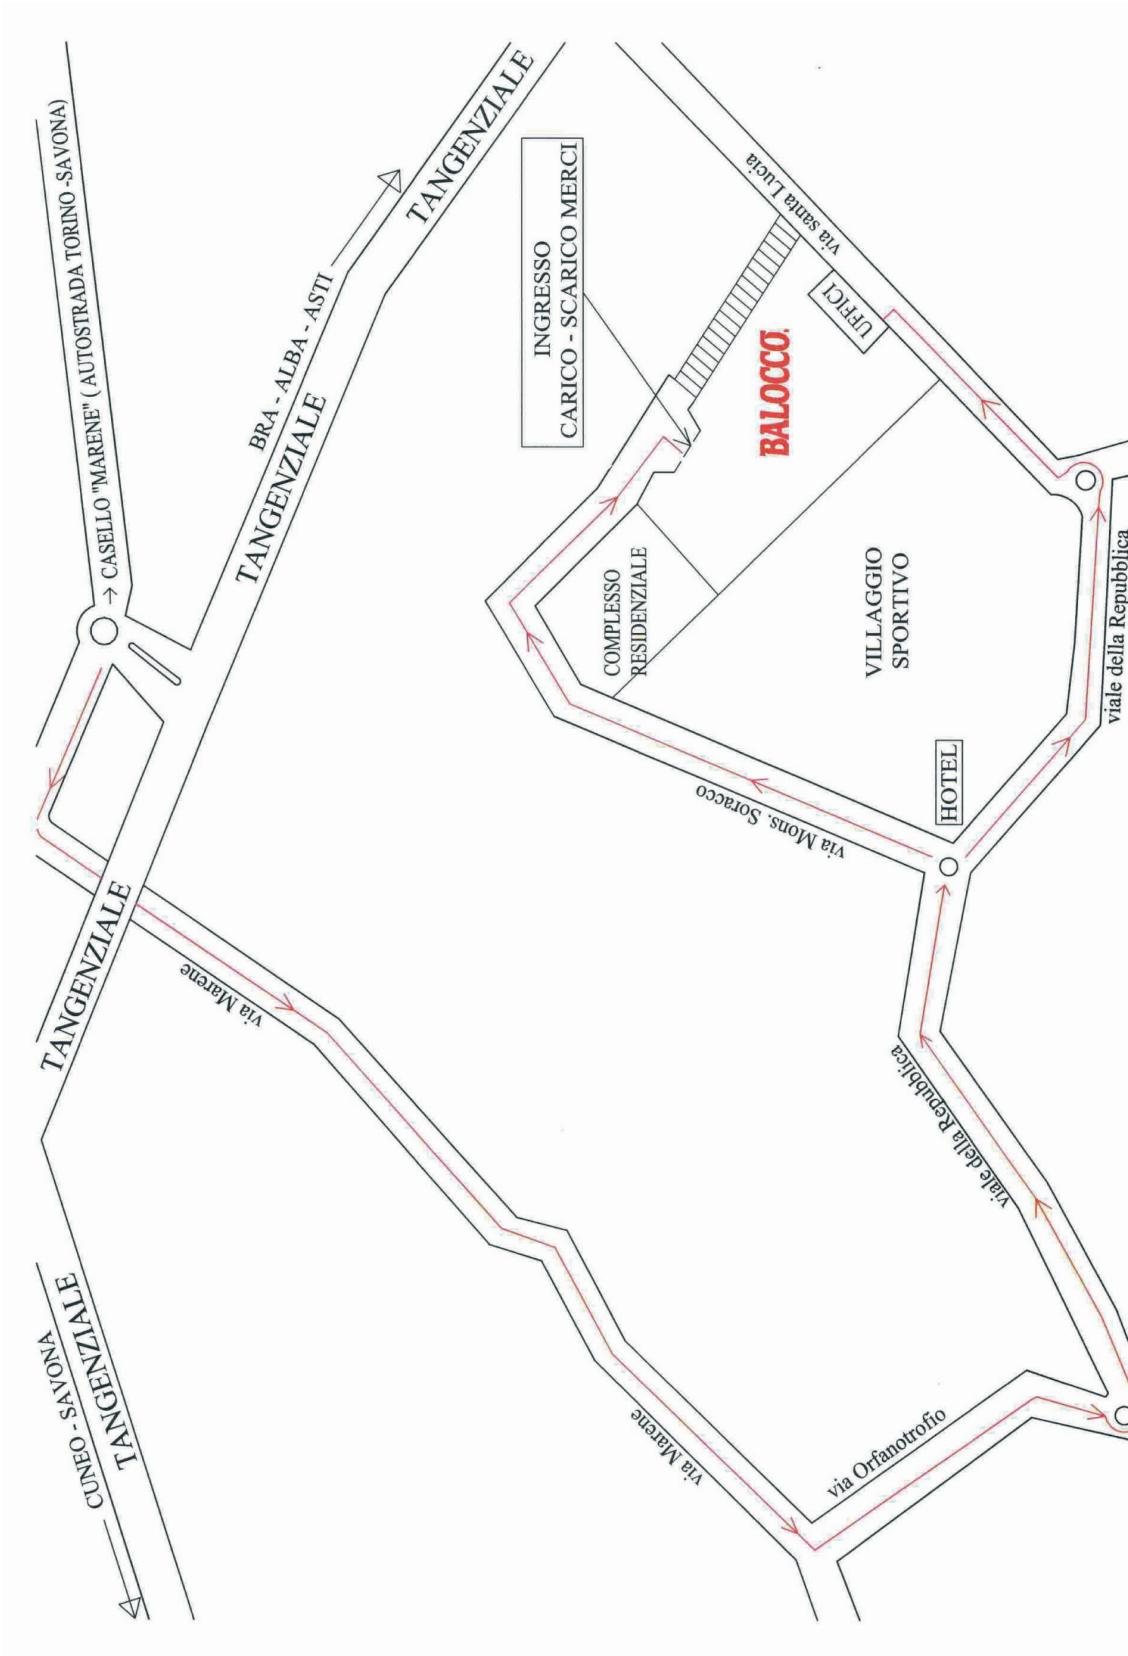 CASELLO "MARENE" ( AUTOSTRADA TORINO -SAVONA)
BRA - ALBA - ASTI
TANGENZIALE
TANGENZIALE
TANGENZIALE
TANGENZIALE
CUNEO - SAVONA
INGRESSO
CARICO - SCARICO MERCI
via santa Lucia
UFFICI
BALOCCO.
COMPLESSO
RESIDENZIALE
VILLAGGIO
SPORTIVO
HOTEL
viale della Repubblica
via Mons. Soracco
via Marene
viale della Repubblica
via Marene
via Orfanotrofio